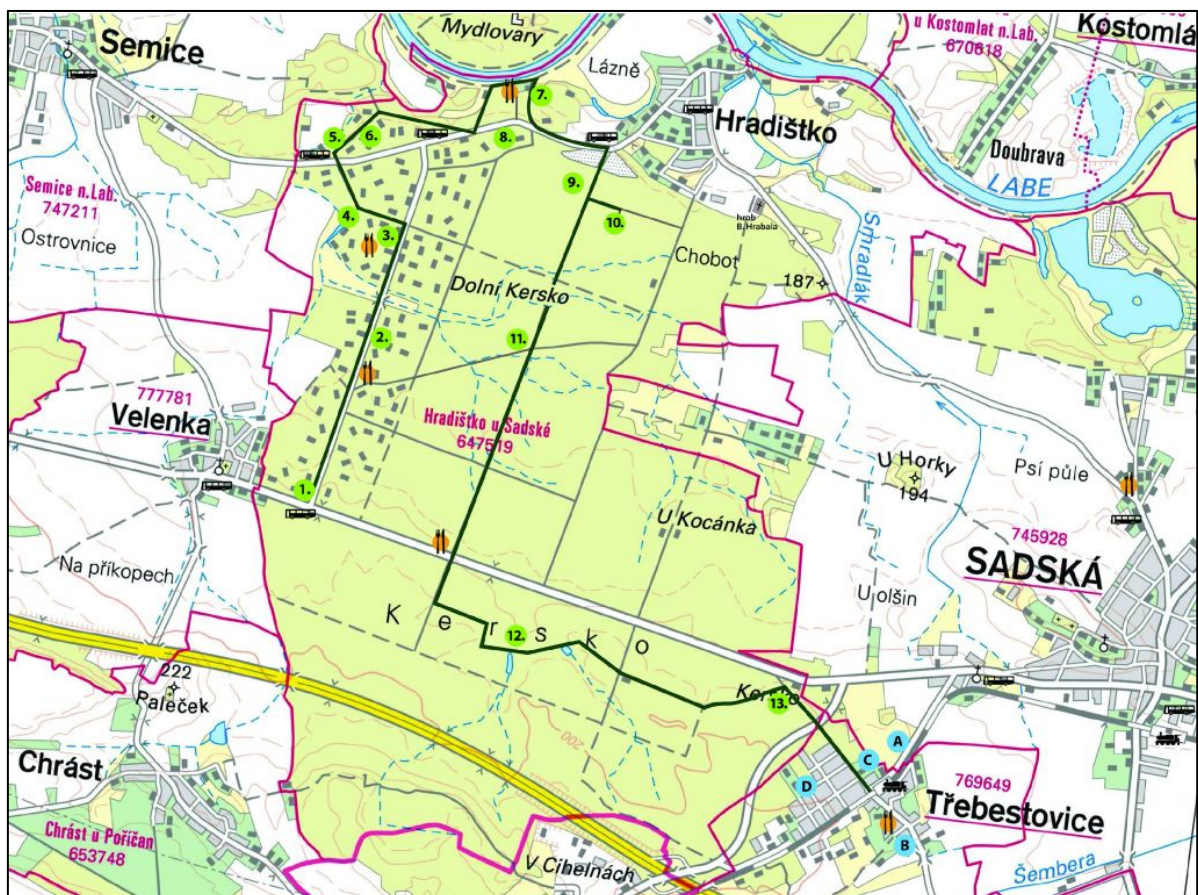 Semice
Mydlovary
u Kostomlat n.Lab.
670618
Kostomla
Lázně
7.
5.
6.
8.
Hradištko
Doubrava
LABE
Semice n.Lab.
747211
Ostrovnice
9.
4.
3.
10.
hrob
B. Hrabala
Chobot
Smradlák
187
Dolní Kersko
2.
11.
777781
Velenka
Hradištko u Sadské
647519
1.
U Horky
194
Psí půle
U Kocánka
745928
SADSKÁ
Na příkopech
U olšin
K e r s k o
12.
222
Paleček
13.
A
C
D
Chrást
769649
Třebestovice
B
Chrást u Poříčan
653748
200
V Cihelnách
Šembera